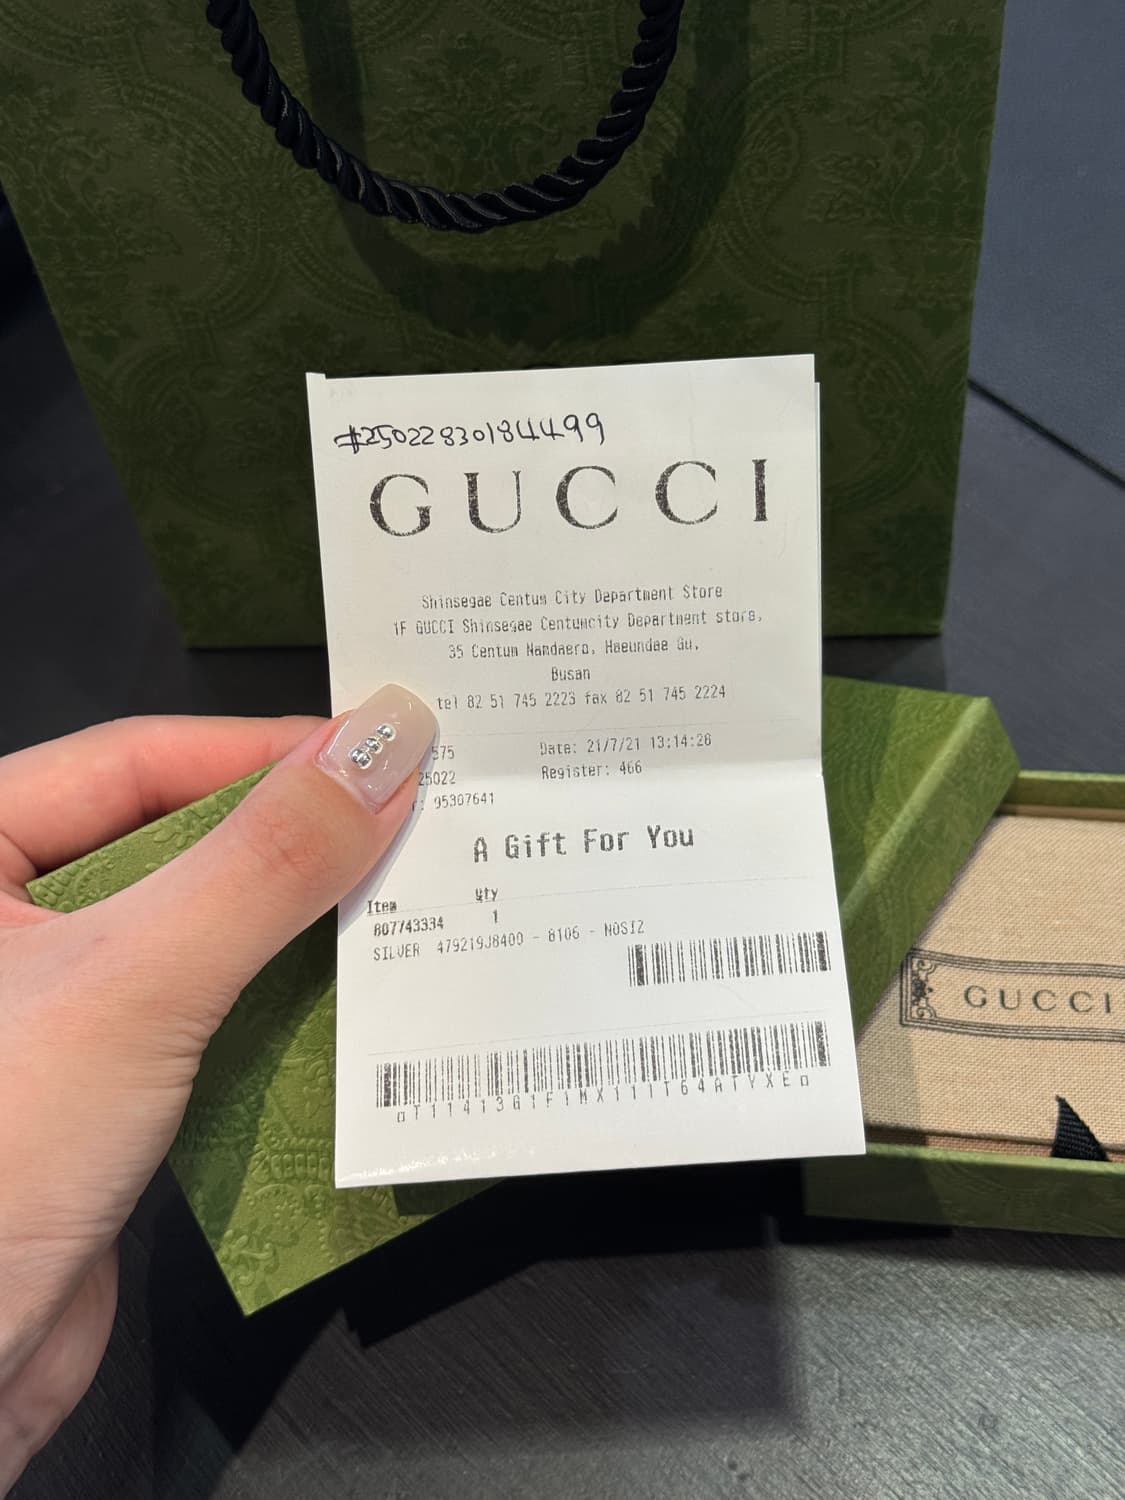 #25022830184499
GUCCI
Shinsegae Centum City Department Store
1F GUCCI Shinsegae Centumcity Department store,
35 Centum Namdaero, Haeundae Gu,
Busan
tel 82 51 745 2223 fax 82 51 745 2224
575 Date: 21/7/21 13:14:26
25022 Register: 466
: 95307641
A Gift For You
Item Qty
807743334 1
SILVER 479219J8400 - 8106 - NOSIZ
T11413G1F1MX111T64ATYXE
GUCCI